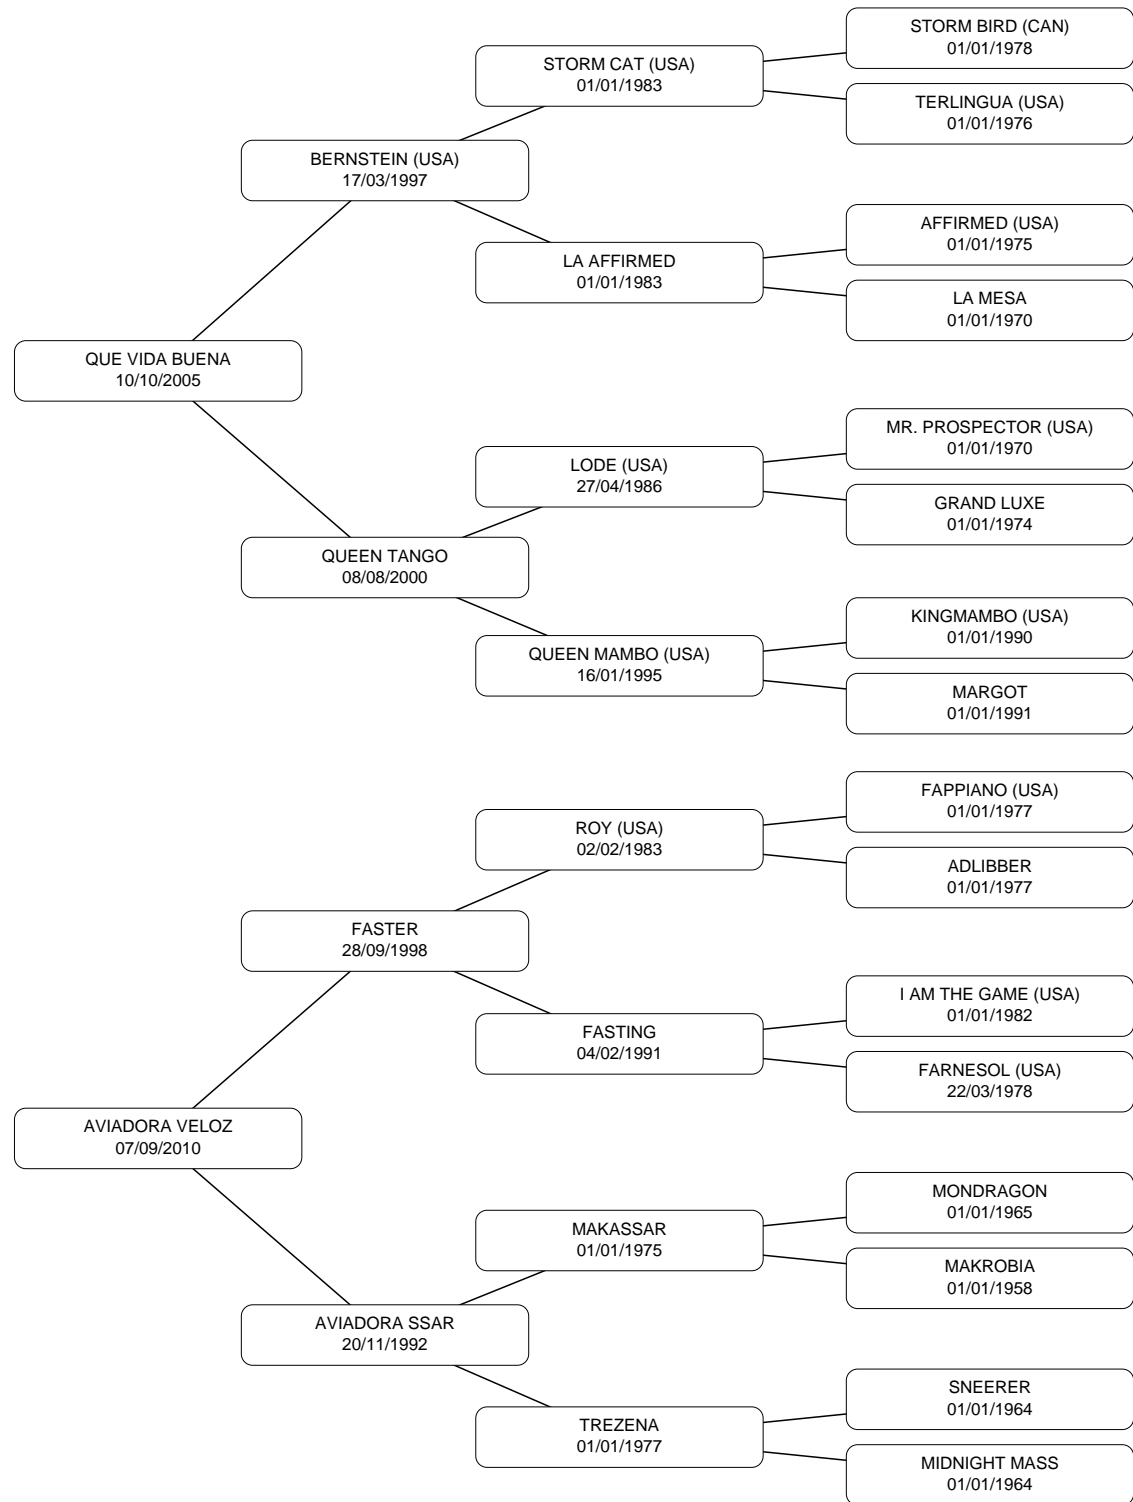 STORM BIRD (CAN)
01/01/1978
STORM CAT (USA)
01/01/1983
TERLINGUA (USA)
01/01/1976
BERNSTEIN (USA)
17/03/1997
AFFIRMED (USA)
01/01/1975
LA AFFIRMED
01/01/1983
LA MESA
01/01/1970
QUE VIDA BUENA
10/10/2005
MR. PROSPECTOR (USA)
01/01/1970
LODE (USA)
27/04/1986
GRAND LUXE
01/01/1974
QUEEN TANGO
08/08/2000
KINGMAMBO (USA)
01/01/1990
QUEEN MAMBO (USA)
16/01/1995
MARGOT
01/01/1991
FAPPIANO (USA)
01/01/1977
ROY (USA)
02/02/1983
ADLIBBER
01/01/1977
FASTER
28/09/1998
I AM THE GAME (USA)
01/01/1982
FASTING
04/02/1991
FARNESOL (USA)
22/03/1978
AVIADORA VELOZ
07/09/2010
MONDRAGON
01/01/1965
MAKASSAR
01/01/1975
MAKROBIA
01/01/1958
AVIADORA SSAR
20/11/1992
SNEERER
01/01/1964
TREZENA
01/01/1977
MIDNIGHT MASS
01/01/1964